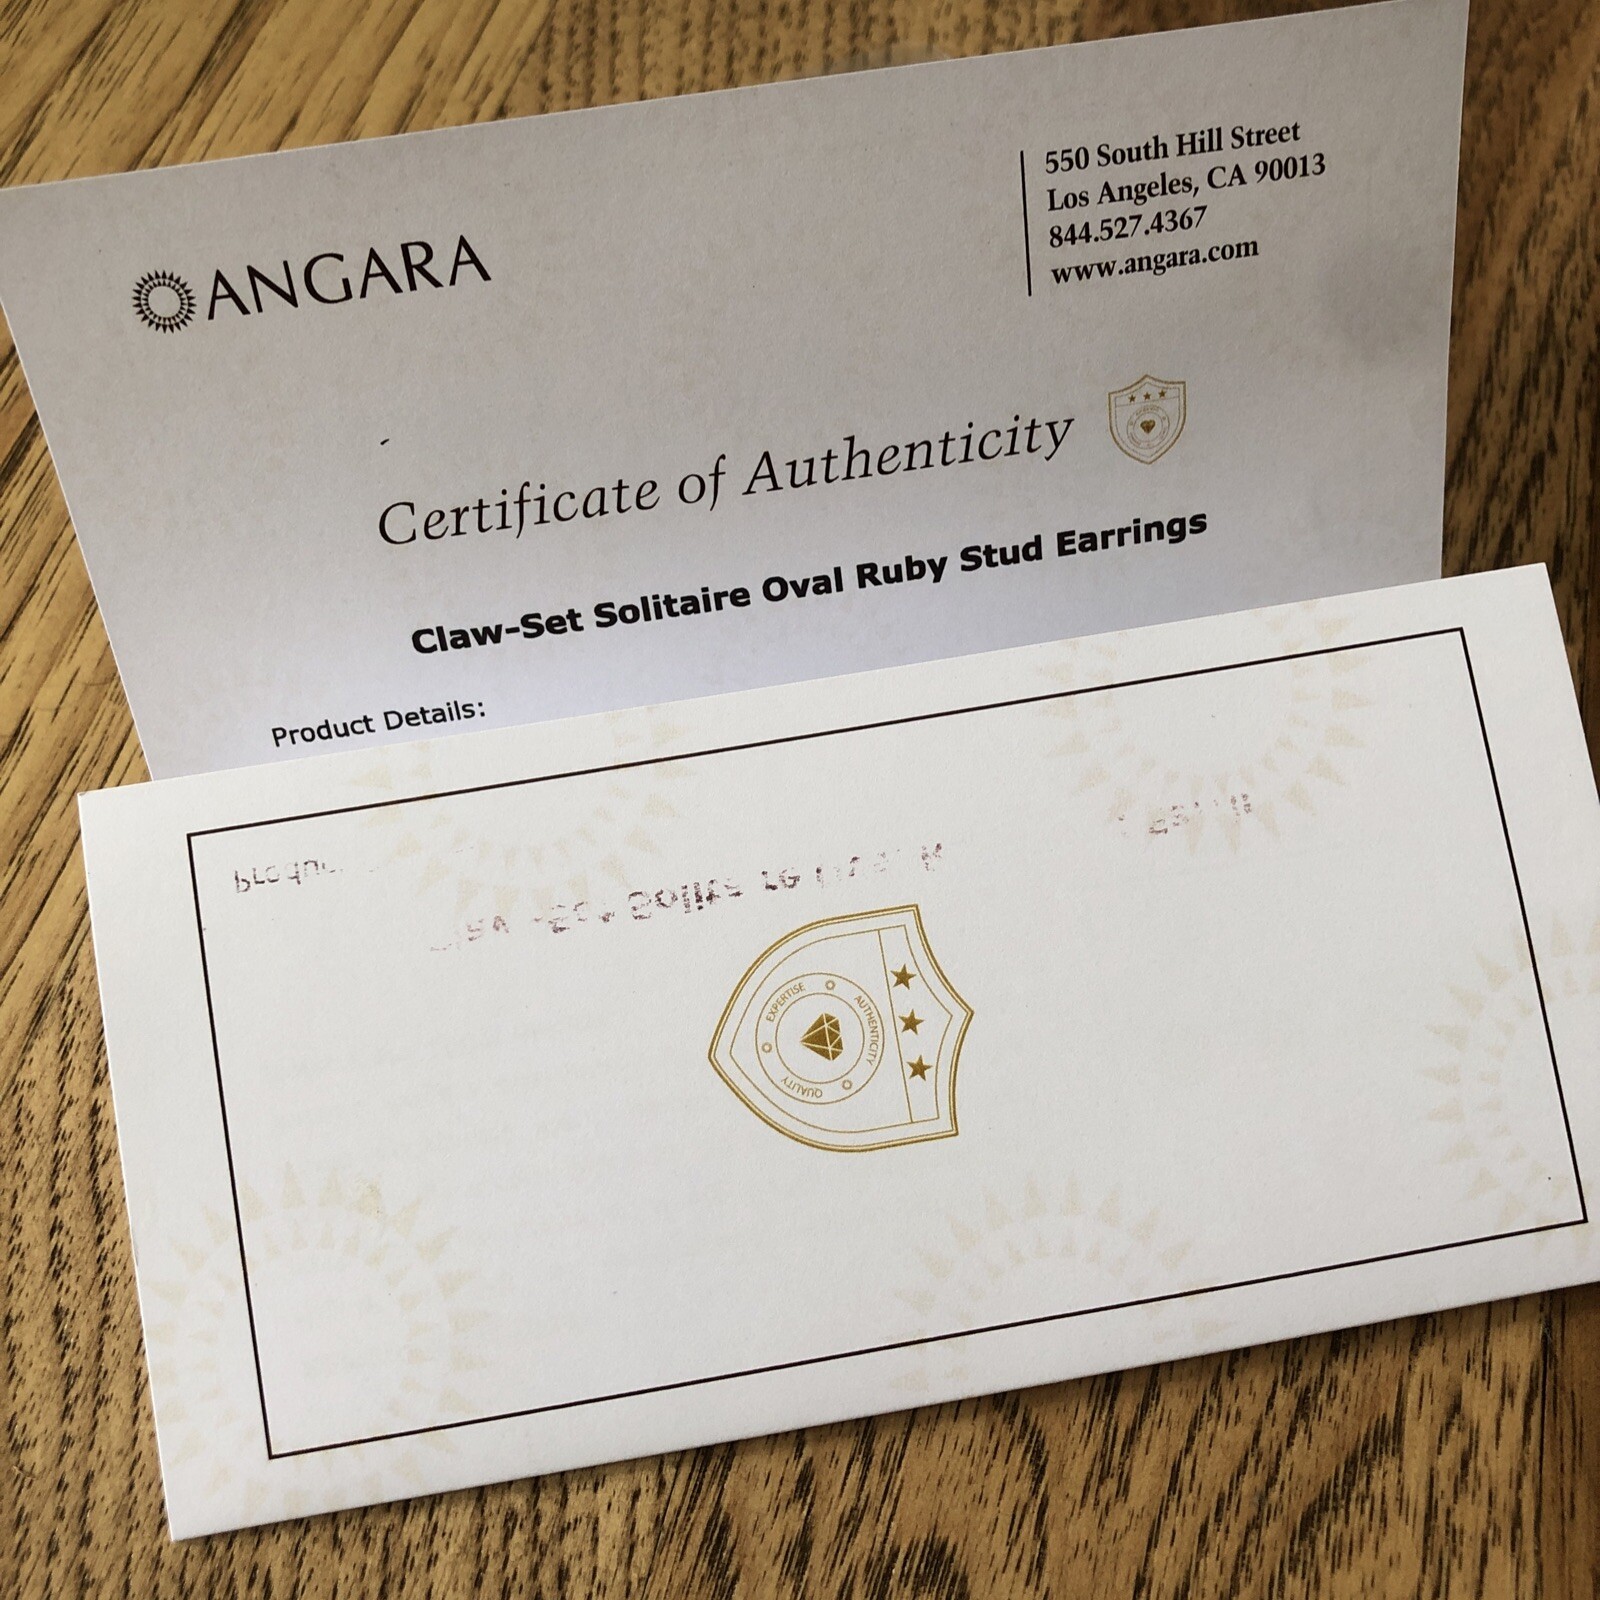 ANGARA
550 South Hill Street
Los Angeles, CA 90013
844.527.4367
www.angara.com
Certificate of Authenticity
Claw-Set Solitaire Oval Ruby Stud Earrings
Product Details:
EXPERTISE
AUTHENTICITY
QUALITY